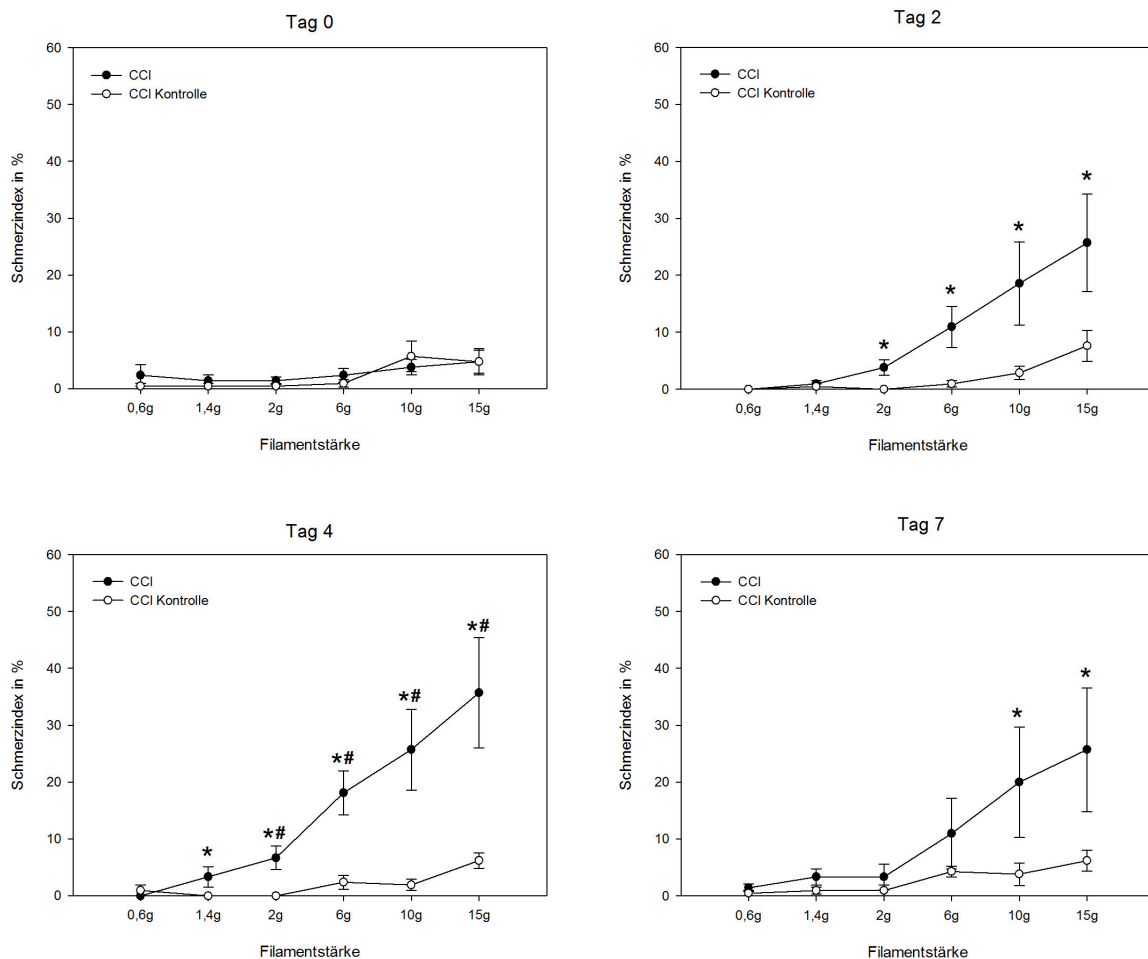 Tag 0
60
50
40
30
20
10
0
Schmerzindex in %
CCI
CCI Kontrolle
0,6g 1,4g 2g 6g 10g 15g
Filamentstärke
Tag 2
60
50
40
30
20
10
0
Schmerzindex in %
CCI
CCI Kontrolle
*
*
*
*
0,6g 1,4g 2g 6g 10g 15g
Filamentstärke
Tag 4
60
50
40
30
20
10
0
Schmerzindex in %
CCI
CCI Kontrolle
*#
*#
*#
*#
*
0,6g 1,4g 2g 6g 10g 15g
Filamentstärke
Tag 7
60
50
40
30
20
10
0
Schmerzindex in %
CCI
CCI Kontrolle
*
*
0,6g 1,4g 2g 6g 10g 15g
Filamentstärke